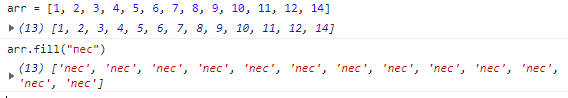 arr = [1, 2, 3, 4, 5, 6, 7, 8, 9, 10, 11, 12, 14]
(13) [1, 2, 3, 4, 5, 6, 7, 8, 9, 10, 11, 12, 14]
arr.fill("nec")
(13) ['nec', 'nec', 'nec', 'nec', 'nec', 'nec', 'nec', 'nec', 'nec', 'nec', 'nec',
'nec', 'nec']